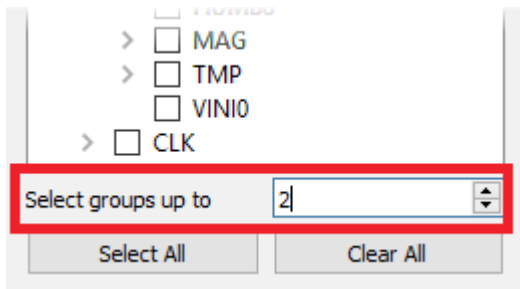 MAG
TMP
VINI0
CLK
Select groups up to 2
Select All Clear All